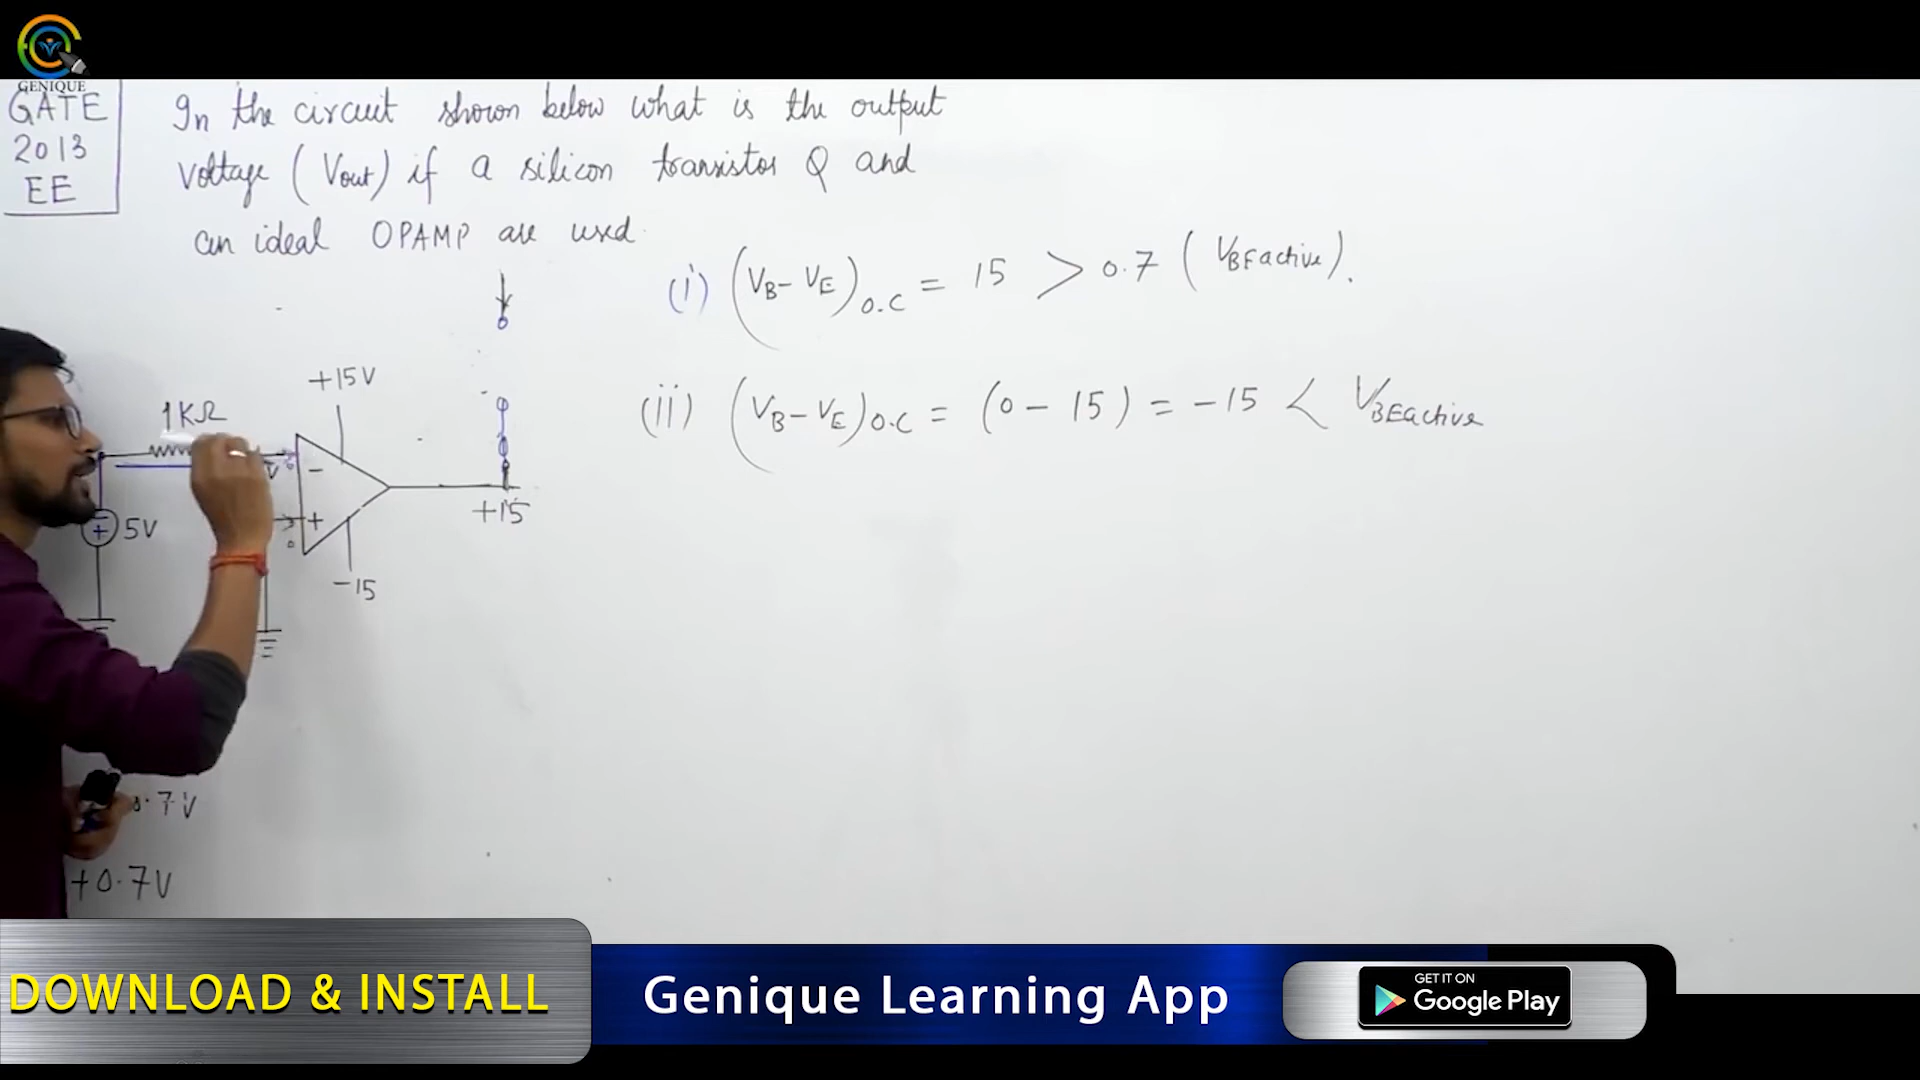 GENIQUE
GATE
2013
EE
In the circuit shown below what is the output
voltage (Vout) if a silicon transistor Q and
an ideal OPAMP are used.
(i) (VB - VE)O.C = 15 > 0.7 (VBEactive).
(ii) (VB - VE)O.C = (0 - 15) = -15 < VBEactive
+15V
1KΩ
-
+
+15
+ 5V
-15
0.7V
+0.7V
DOWNLOAD & INSTALL
Genique Learning App
GET IT ON
Google Play